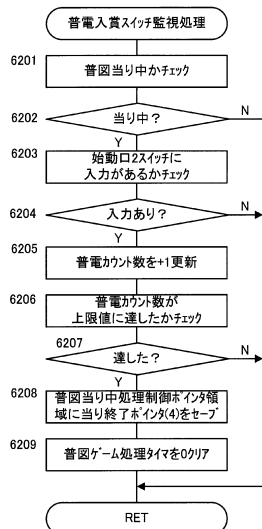 普電入賞スイッチ監視処理
6201
普図当り中かチェック
6202
当り中？
N
Y
6203
始動口2スイッチに
入力があるかチェック
6204
入力あり？
N
Y
6205
普電カウント数を+1更新
6206
普電カウント数が
上限値に達したかチェック
6207
達した？
N
Y
6208
普図当り中処理制御ポインタ領
域に当り終了ポインタ(4)をセーブ
6209
普図ゲーム処理タイマを0クリア
RET